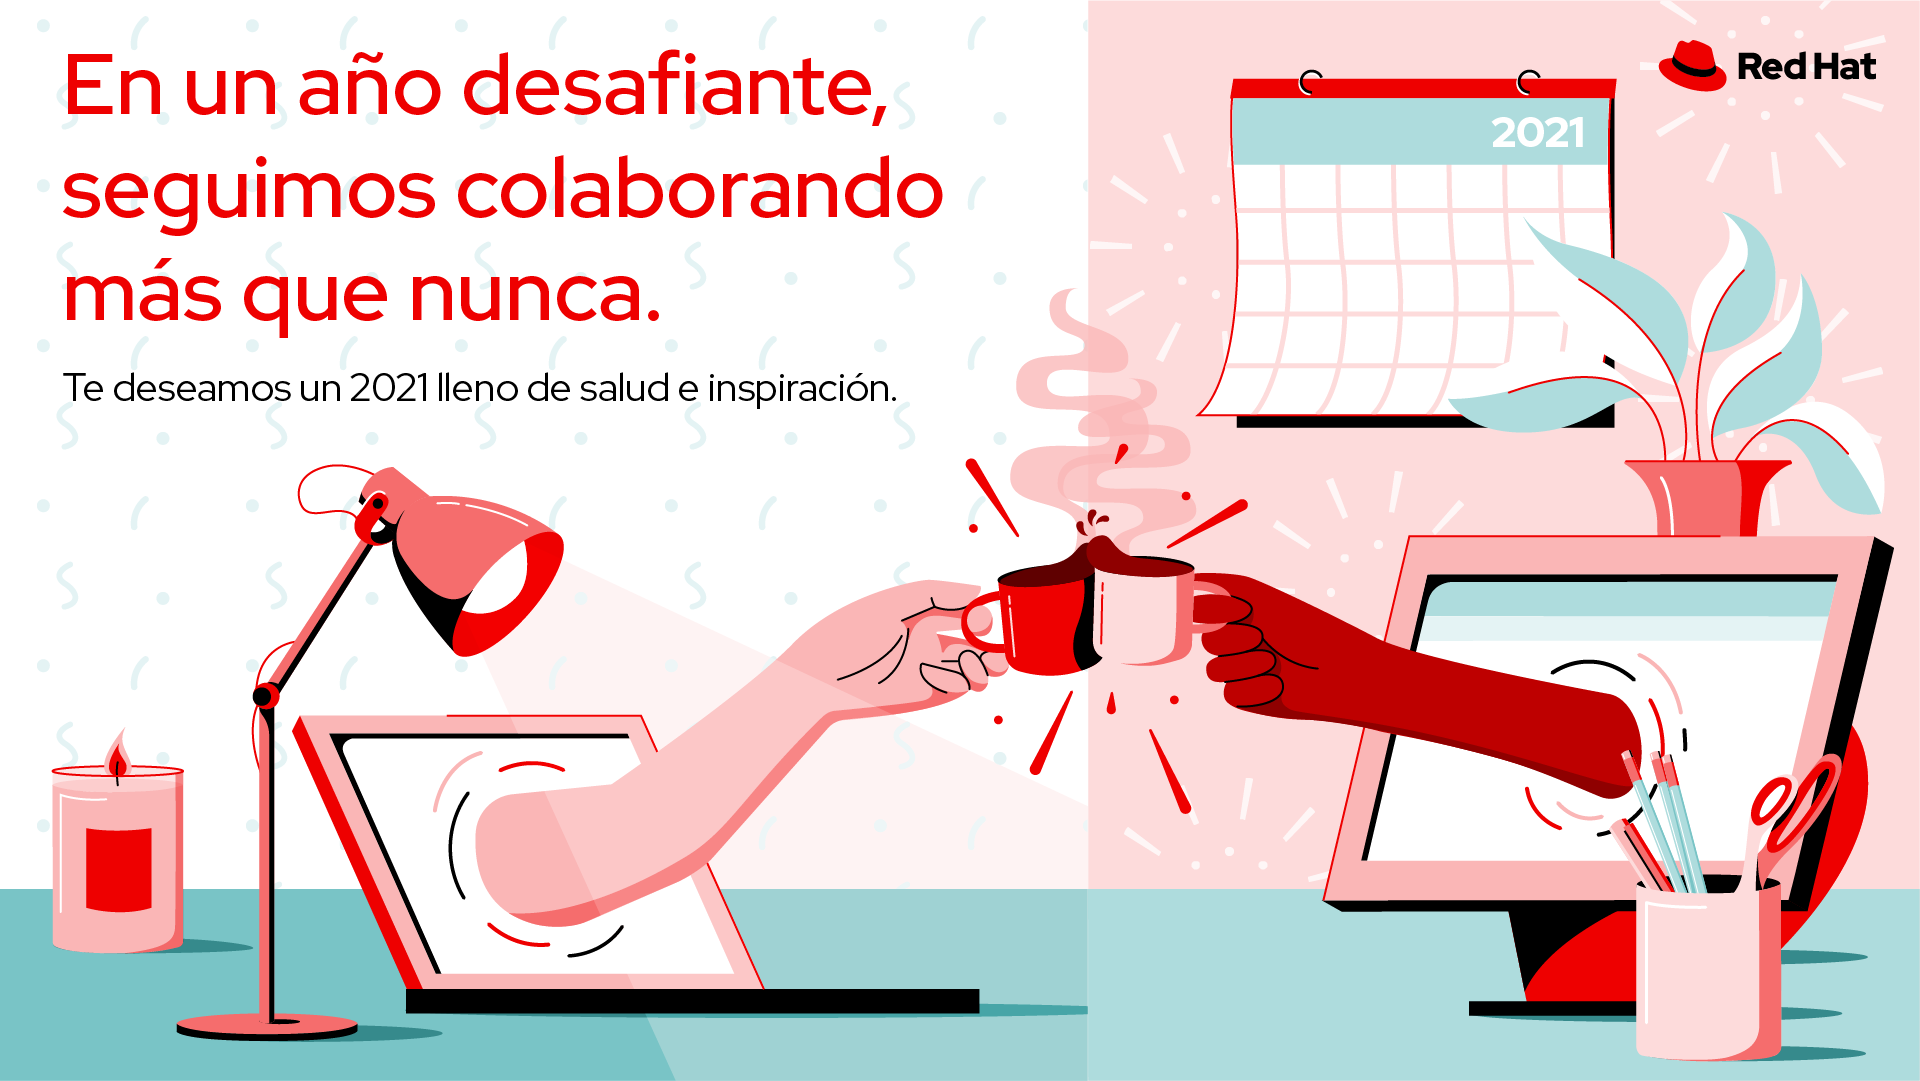 En un año desafiante,
seguimos colaborando
más que nunca.
Te deseamos un 2021 lleno de salud e inspiración.
Red Hat
2021